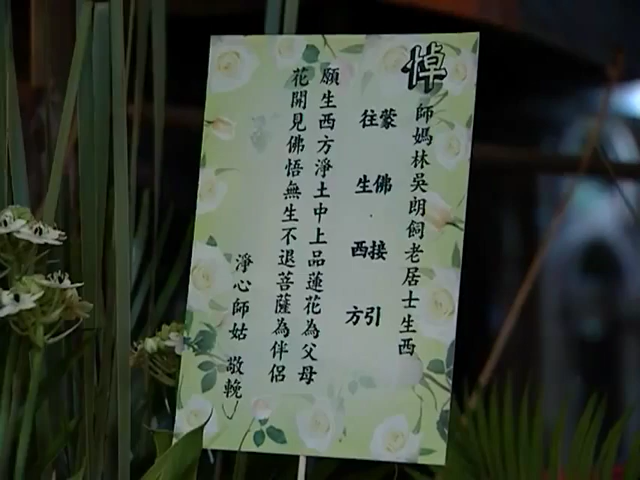 悼
師媽林吳朗飼老居士生西
蒙佛接引
往生西方
願生西方淨土中上品蓮花為父母
花開見佛悟無生不退菩薩為伴侶
淨心師姑 敬輓